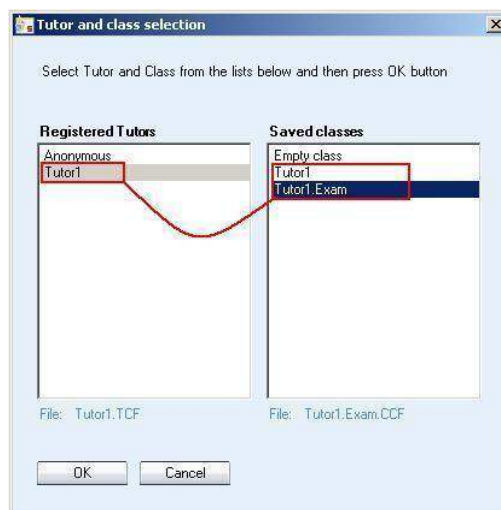 Tutor and class selection
Select Tutor and Class from the lists below and then press OK button
Registered Tutors
Anonymous
Tutor1
File: Tutor1.TCF
Saved classes
Empty class
Tutor1
Tutor1.Exam
File: Tutor1.Exam.CCF
OK
Cancel